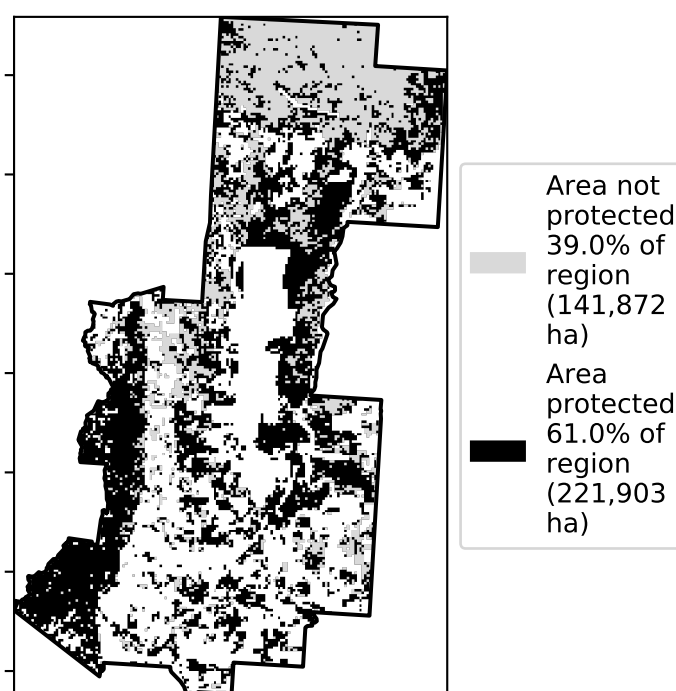 Area not
protected
39.0% of
region
(141,872
ha)
Area
protected
61.0% of
region
(221,903
ha)